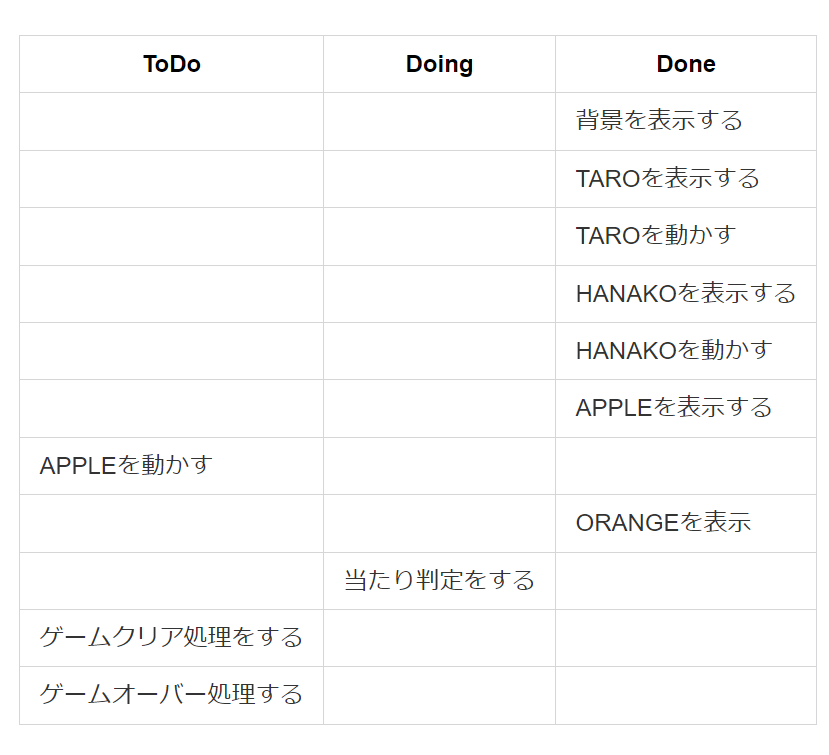 ToDo Doing Done
背景を表示する
TAROを表示する
TAROを動かす
HANAKOを表示する
HANAKOを動かす
APPLEを表示する
APPLEを動かす
ORANGEを表示
当たり判定をする
ゲームクリア処理をする
ゲームオーバー処理する